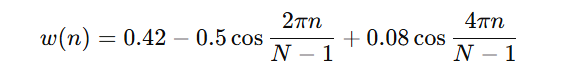 w(n) = 0.42 − 0.5 cos 2πn / N − 1 + 0.08 cos 4πn / N − 1